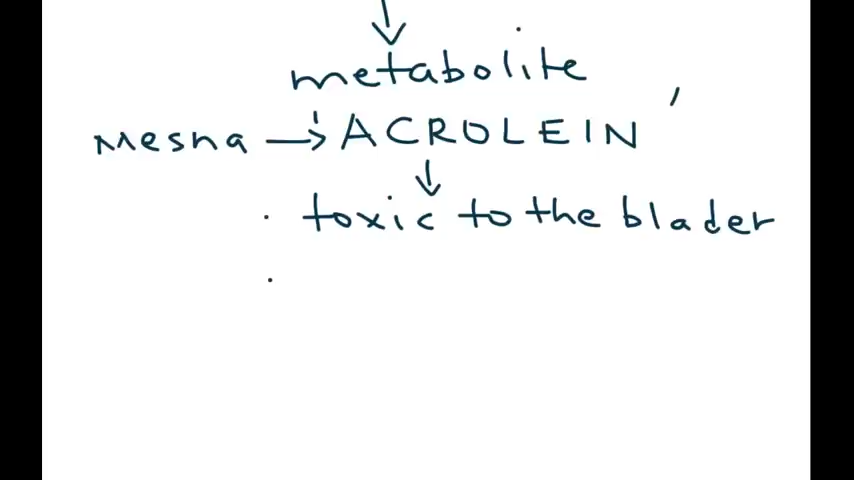 metabolite
Mesna → ACROLEIN
toxic to the blader